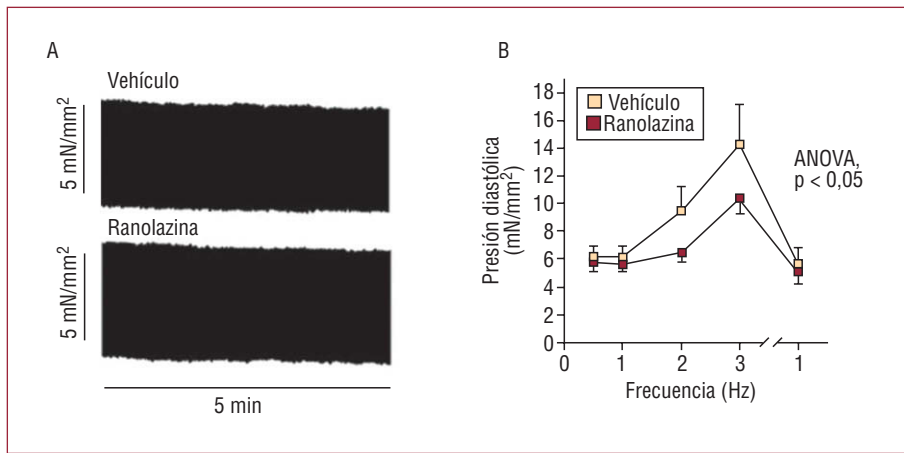 A
Vehículo
5 mN/mm²
Ranolazina
5 mN/mm²
5 min
B
Vehículo
Ranolazina
ANOVA,
p < 0,05
Presión diastólica
(mN/mm²)
18
16
14
12
10
8
6
4
2
0
0 1 2 3 1
Frecuencia (Hz)